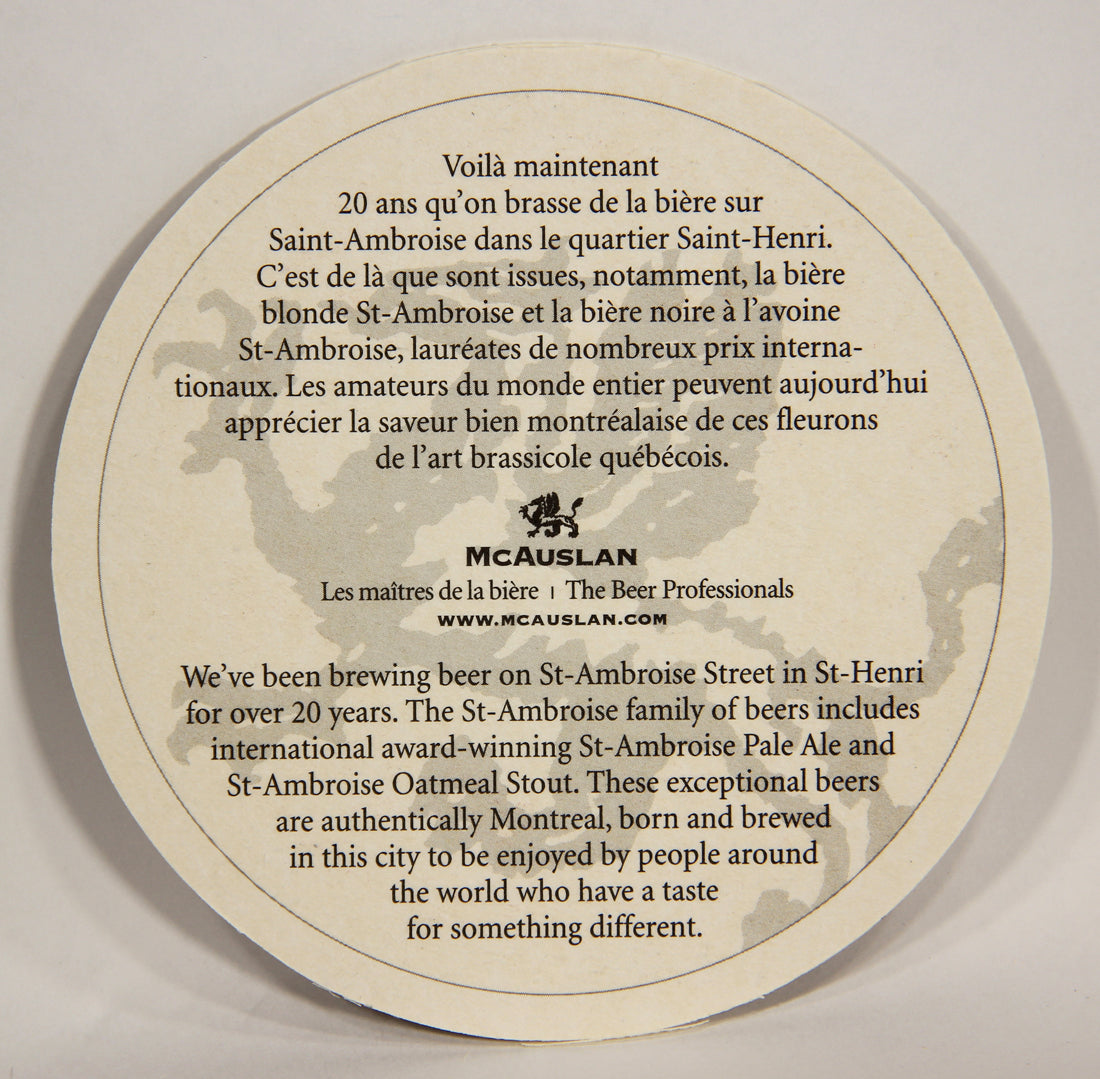 Voilà maintenant
20 ans qu’on brasse de la bière sur
Saint-Ambroise dans le quartier Saint-Henri.
C’est de là que sont issues, notamment, la bière
blonde St-Ambroise et la bière noire à l’avoine
St-Ambroise, lauréates de nombreux prix interna-
tionaux. Les amateurs du monde entier peuvent aujourd’hui
apprécier la saveur bien montréalaise de ces fleurons
de l’art brassicole québécois.
McAUSLAN
Les maîtres de la bière | The Beer Professionals
WWW.MCAUSLAN.COM
We’ve been brewing beer on St-Ambroise Street in St-Henri
for over 20 years. The St-Ambroise family of beers includes
international award-winning St-Ambroise Pale Ale and
St-Ambroise Oatmeal Stout. These exceptional beers
are authentically Montreal, born and brewed
in this city to be enjoyed by people around
the world who have a taste
for something different.